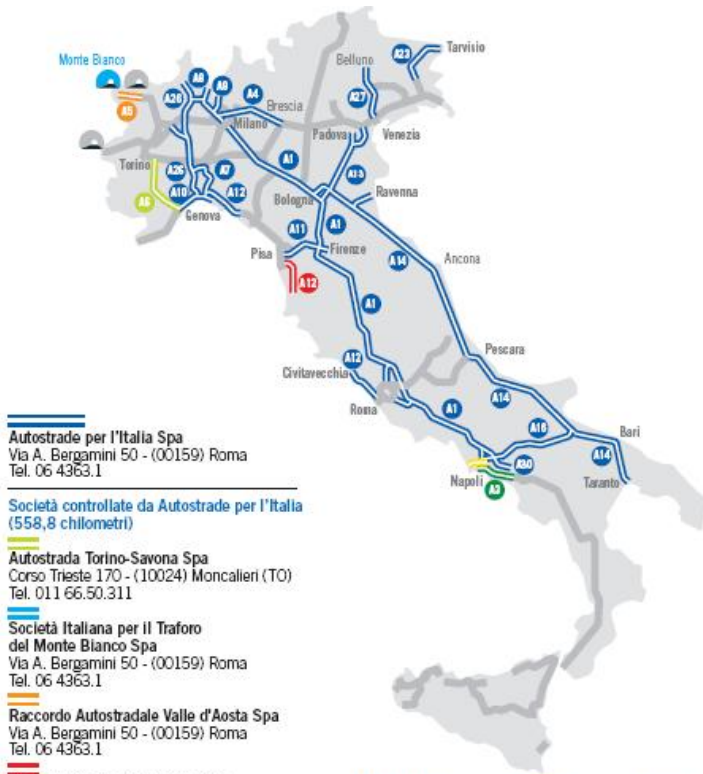 Monte Bianco
Belluno
Tarvisio
A23
A8
A9
A4
A26
A27
A5
Brescia
Milano
Padova
Venezia
Torino
A26
A7
A1
A13
A6
A10
A12
Bologna
Ravenna
Genova
A11
A1
Pisa
Firenze
A14
Ancona
A12
A1
A12
Civitavecchia
Pescara
Roma
A1
A14
A16
Bari
A14
A30
Napoli
A3
Taranto
Autostrade per l'Italia Spa
Via A. Bergamini 50 - (00159) Roma
Tel. 06 4363.1
Società controllate da Autostrade per l'Italia
(558,8 chilometri)
Autostrada Torino-Savona Spa
Corso Trieste 170 - (10024) Moncalieri (TO)
Tel. 011 66.50.311
Società Italiana per il Traforo
del Monte Bianco Spa
Via A. Bergamini 50 - (00159) Roma
Tel. 06 4363.1
Raccordo Autostradale Valle d'Aosta Spa
Via A. Bergamini 50 - (00159) Roma
Tel. 06 4363.1